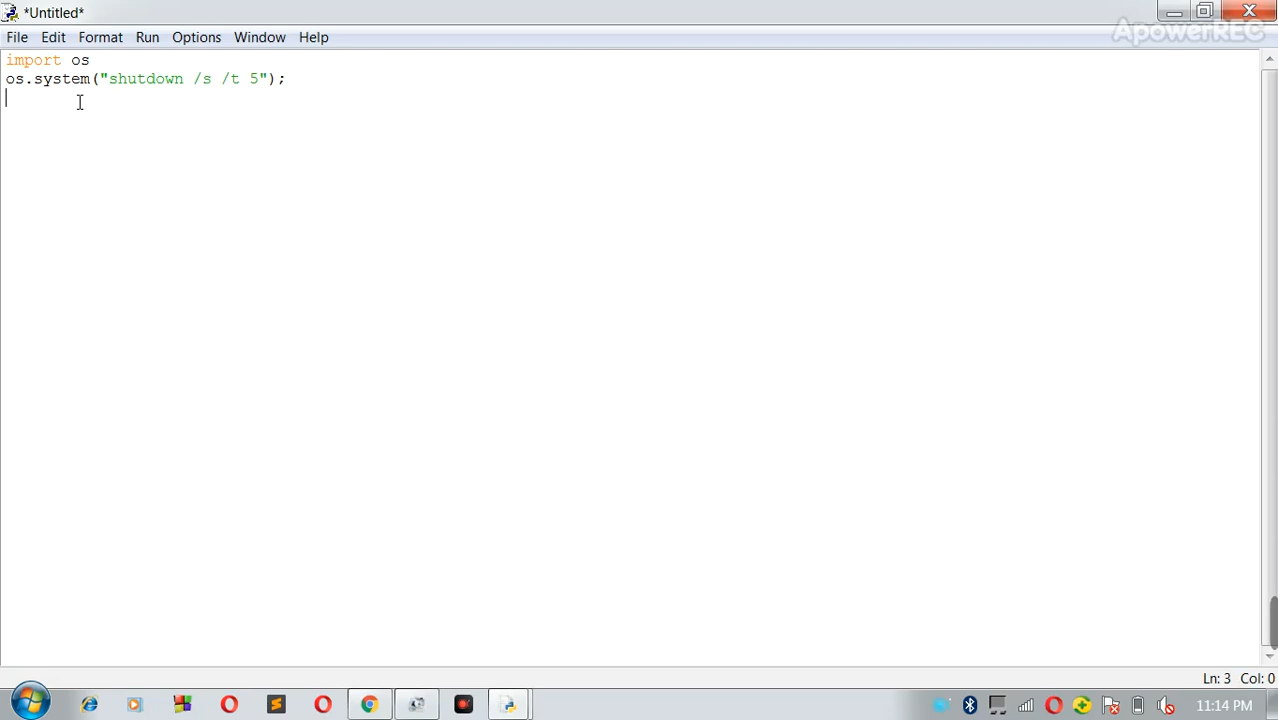 *Untitled*
ApowerREC
File Edit Format Run Options Window Help
import os
os.system("shutdown /s /t 5");
Ln: 3 Col: 0
11:14 PM